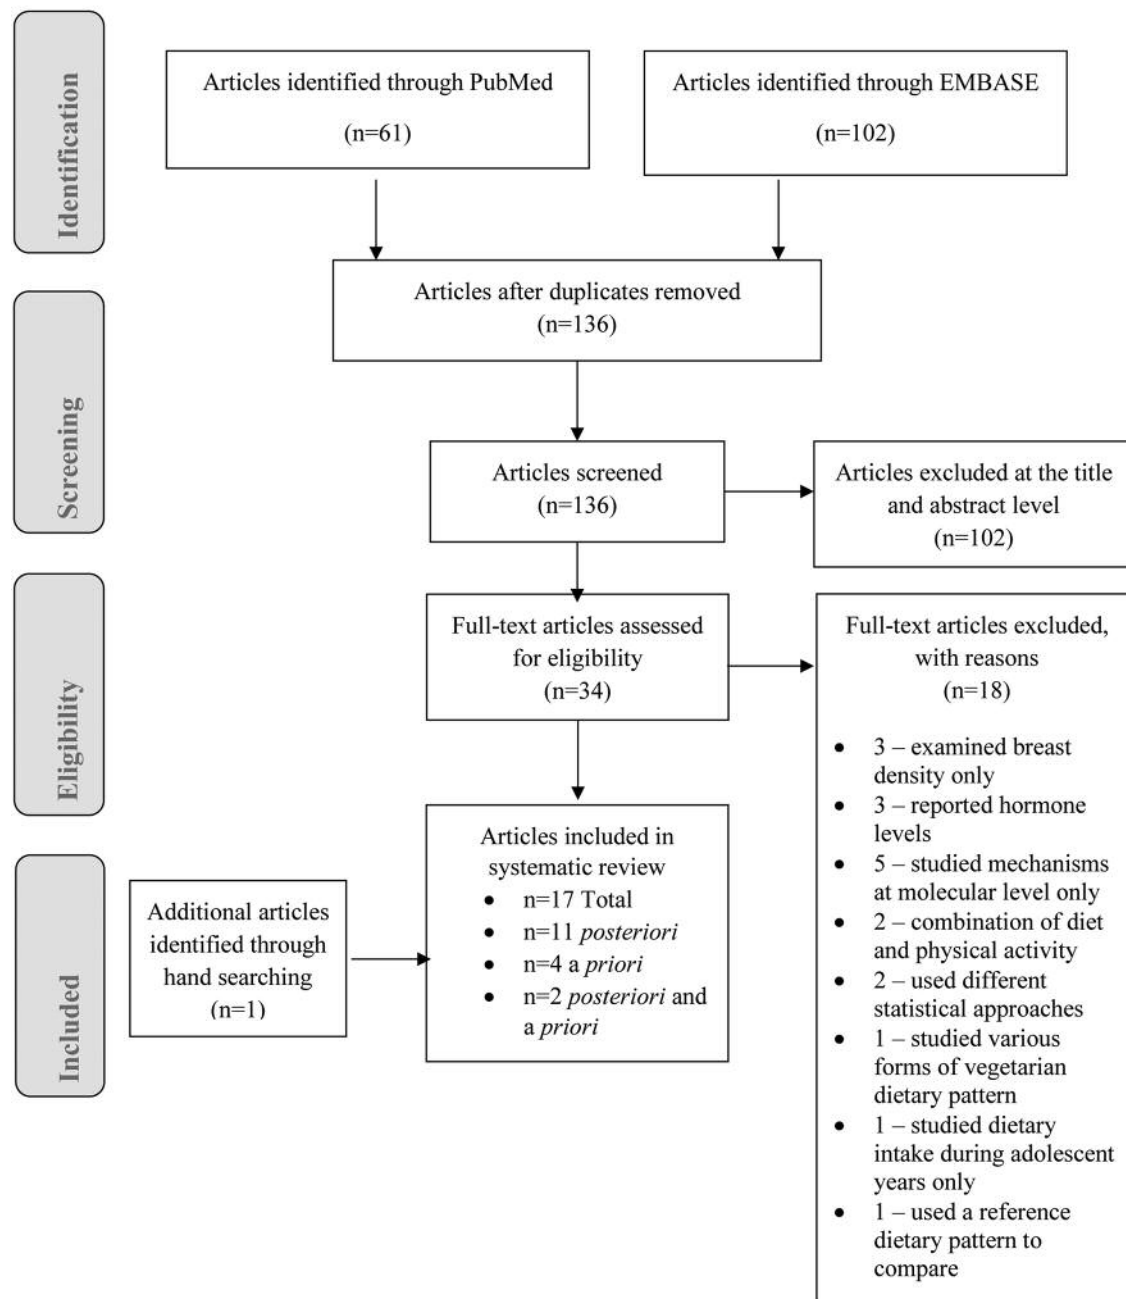 Identification
Articles identified through PubMed
(n=61)
Articles identified through EMBASE
(n=102)
Screening
Articles after duplicates removed
(n=136)
Articles screened
(n=136)
Articles excluded at the title
and abstract level
(n=102)
Eligibility
Full-text articles assessed
for eligibility
(n=34)
Full-text articles excluded,
with reasons
(n=18)
• 3 – examined breast
density only
• 3 – reported hormone
levels
• 5 – studied mechanisms
at molecular level only
• 2 – combination of diet
and physical activity
• 2 – used different
statistical approaches
• 1 – studied various
forms of vegetarian
dietary pattern
• 1 – studied dietary
intake during adolescent
years only
• 1 – used a reference
dietary pattern to
compare
Included
Additional articles
identified through
hand searching
(n=1)
Articles included in
systematic review
• n=17 Total
• n=11 posteriori
• n=4 a priori
• n=2 posteriori and
a priori